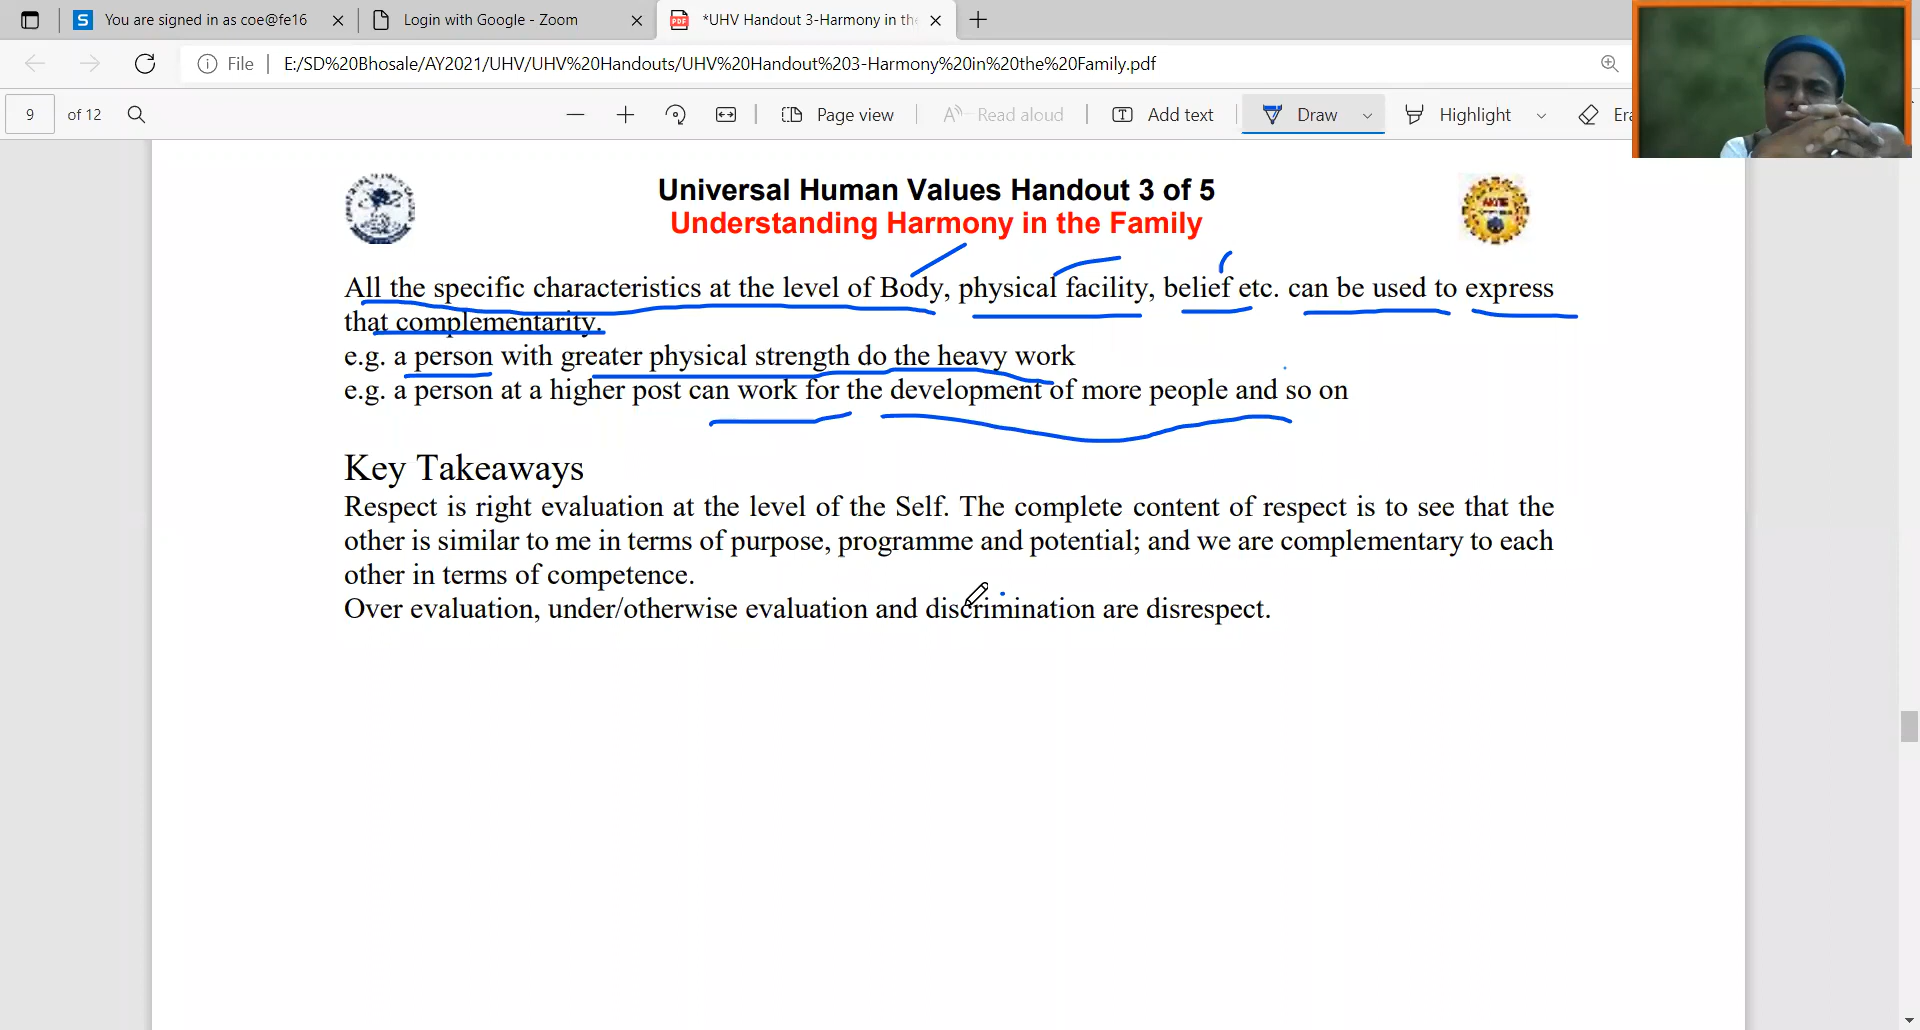 You are signed in as coe@fe16
Login with Google - Zoom
*UHV Handout 3-Harmony in the
File
E:/SD%20Bhosale/AY2021/UHV/UHV%20Handouts/UHV%20Handout%203-Harmony%20in%20the%20Family.pdf
9 of 12
Page view
Read aloud
Add text
Draw
Highlight
Universal Human Values Handout 3 of 5
Understanding Harmony in the Family
All the specific characteristics at the level of Body, physical facility, belief etc. can be used to express
that complementarity.
e.g. a person with greater physical strength do the heavy work
e.g. a person at a higher post can work for the development of more people and so on
Key Takeaways
Respect is right evaluation at the level of the Self. The complete content of respect is to see that the
other is similar to me in terms of purpose, programme and potential; and we are complementary to each
other in terms of competence.
Over evaluation, under/otherwise evaluation and discrimination are disrespect.